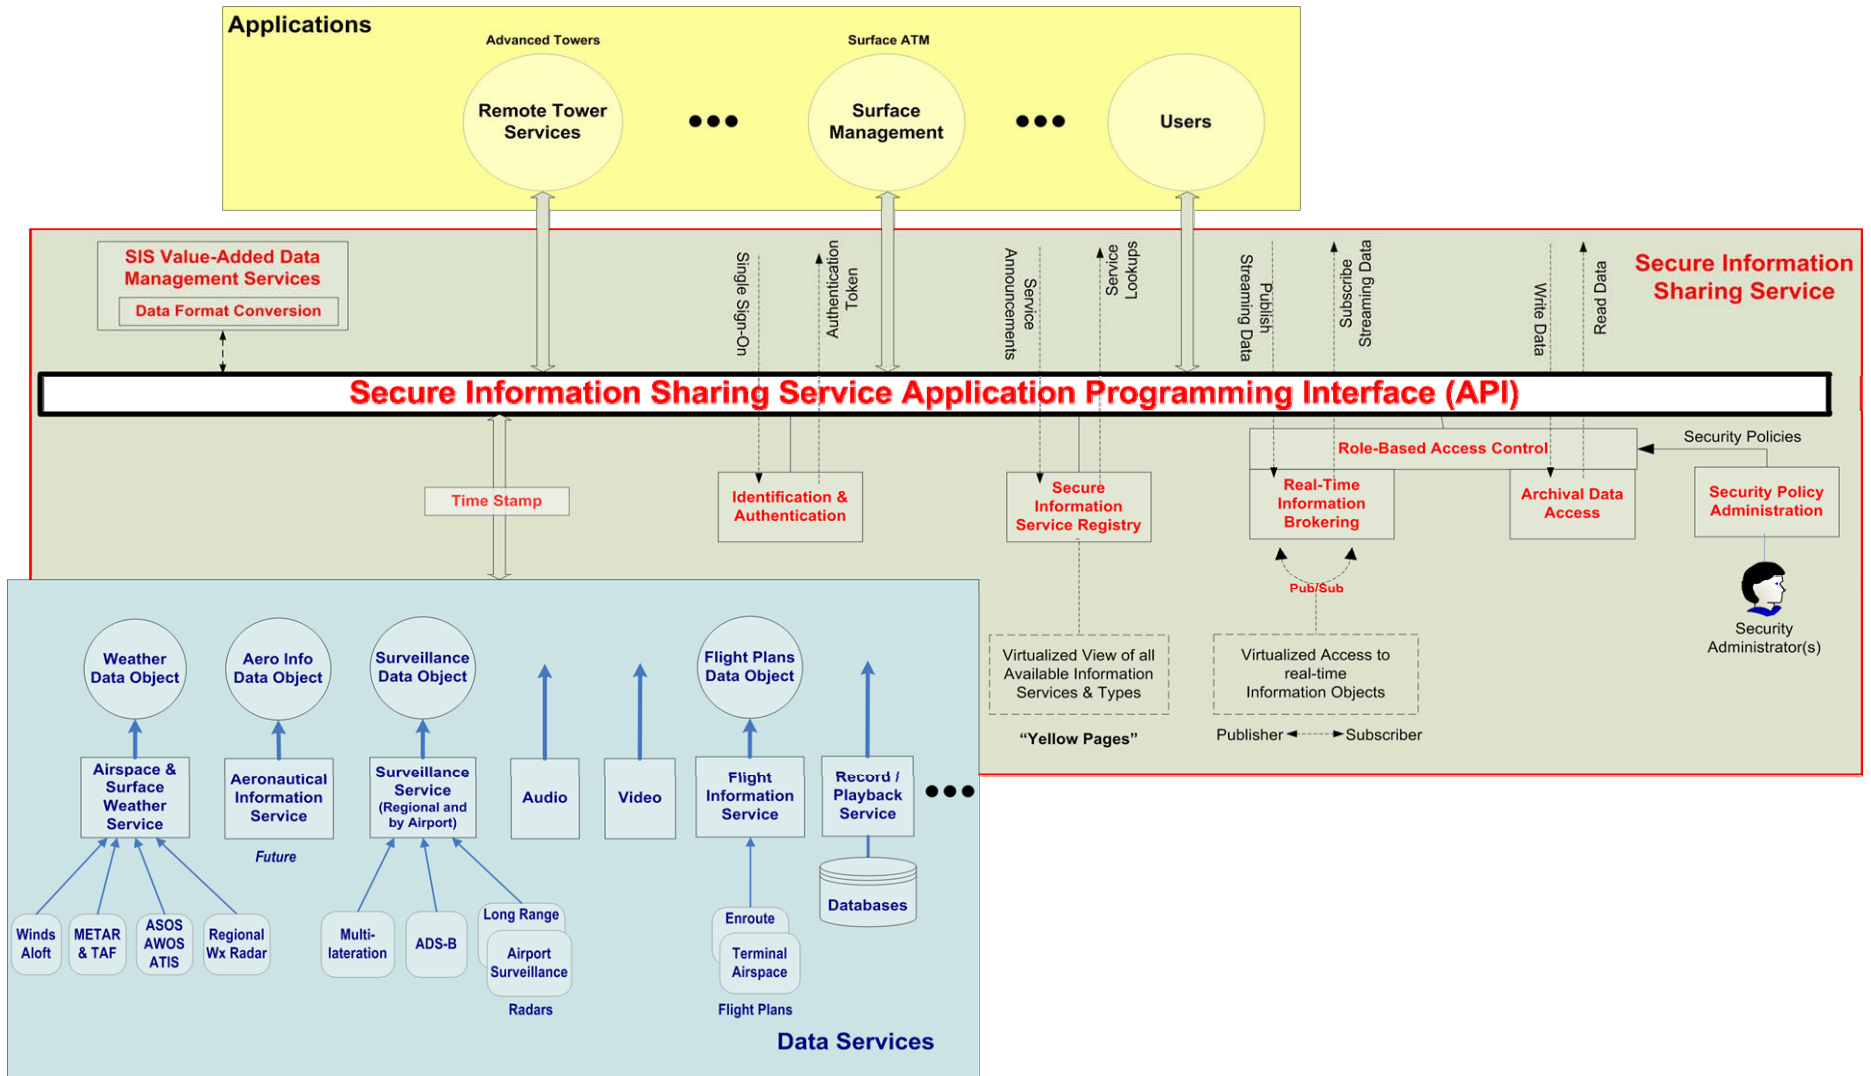 Applications
Advanced Towers
Surface ATM
Remote Tower
Services
Surface
Management
Users
SIS Value-Added Data
Management Services
Data Format Conversion
Single Sign-On
Authentication
Token
Service
Announcements
Service
Lookups
Publish
Streaming Data
Subscribe
Streaming Data
Write Data
Read Data
Secure Information
Sharing Service
Secure Information Sharing Service Application Programming Interface (API)
Time Stamp
Identification &
Authentication
Secure
Information
Service Registry
Role-Based Access Control
Real-Time
Information
Brokering
Archival Data
Access
Security Policies
Security Policy
Administration
Pub/Sub
Security
Administrator(s)
Virtualized View of all
Available Information
Services & Types
“Yellow Pages”
Virtualized Access to
real-time
Information Objects
Publisher
Subscriber
Weather
Data Object
Aero Info
Data Object
Surveillance
Data Object
Flight Plans
Data Object
Airspace &
Surface
Weather
Service
Aeronautical
Information
Service
Future
Surveillance
Service
(Regional and
by Airport)
Audio
Video
Flight
Information
Service
Record /
Playback
Service
Databases
Winds
Aloft
METAR
& TAF
ASOS
AWOS
ATIS
Regional
Wx Radar
Multi-
lateration
ADS-B
Long Range
Airport
Surveillance
Radars
Enroute
Terminal
Airspace
Flight Plans
Data Services